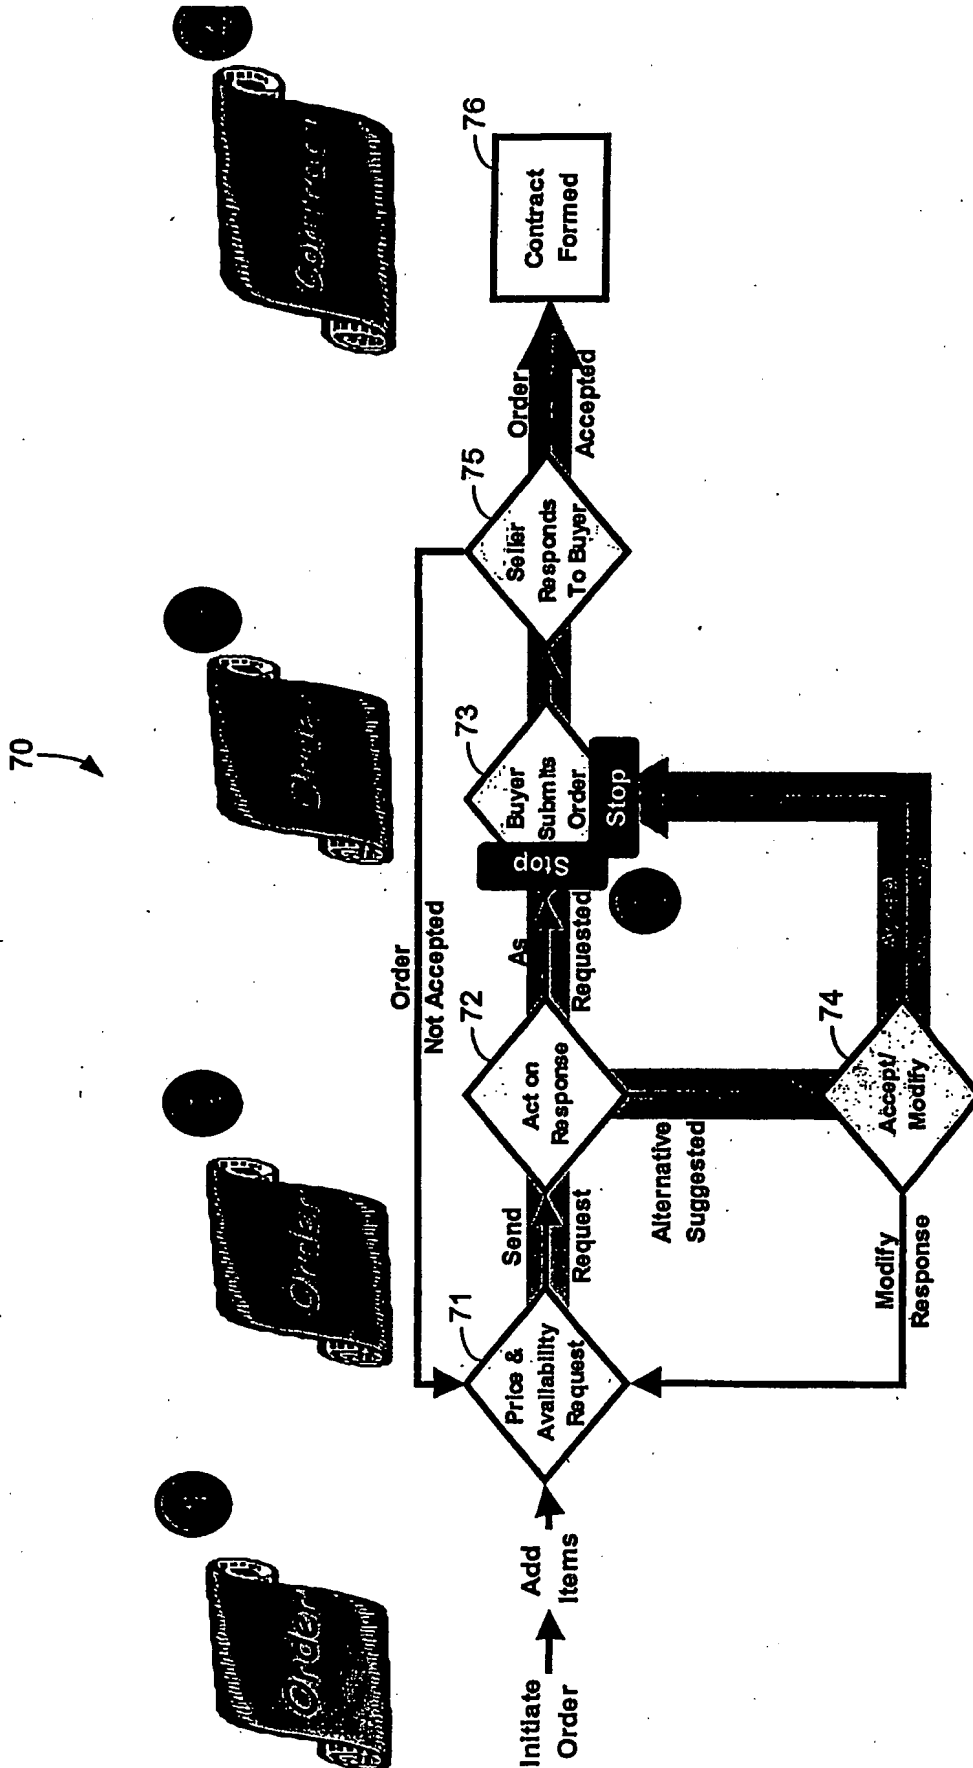 70
Order
Order
Order
Contract
Order
Not Accepted
Initiate
Order
Add
Items
71
Price &
Availability
Request
Send
Request
72
Act on
Response
As
Requested
Stop
Stop
73
Buyer
Submits
Order
75
Seller
Responds
To Buyer
Order
Accepted
76
Contract
Formed
Alternative
Suggested
74
Accept/
Modify
Modify
Response